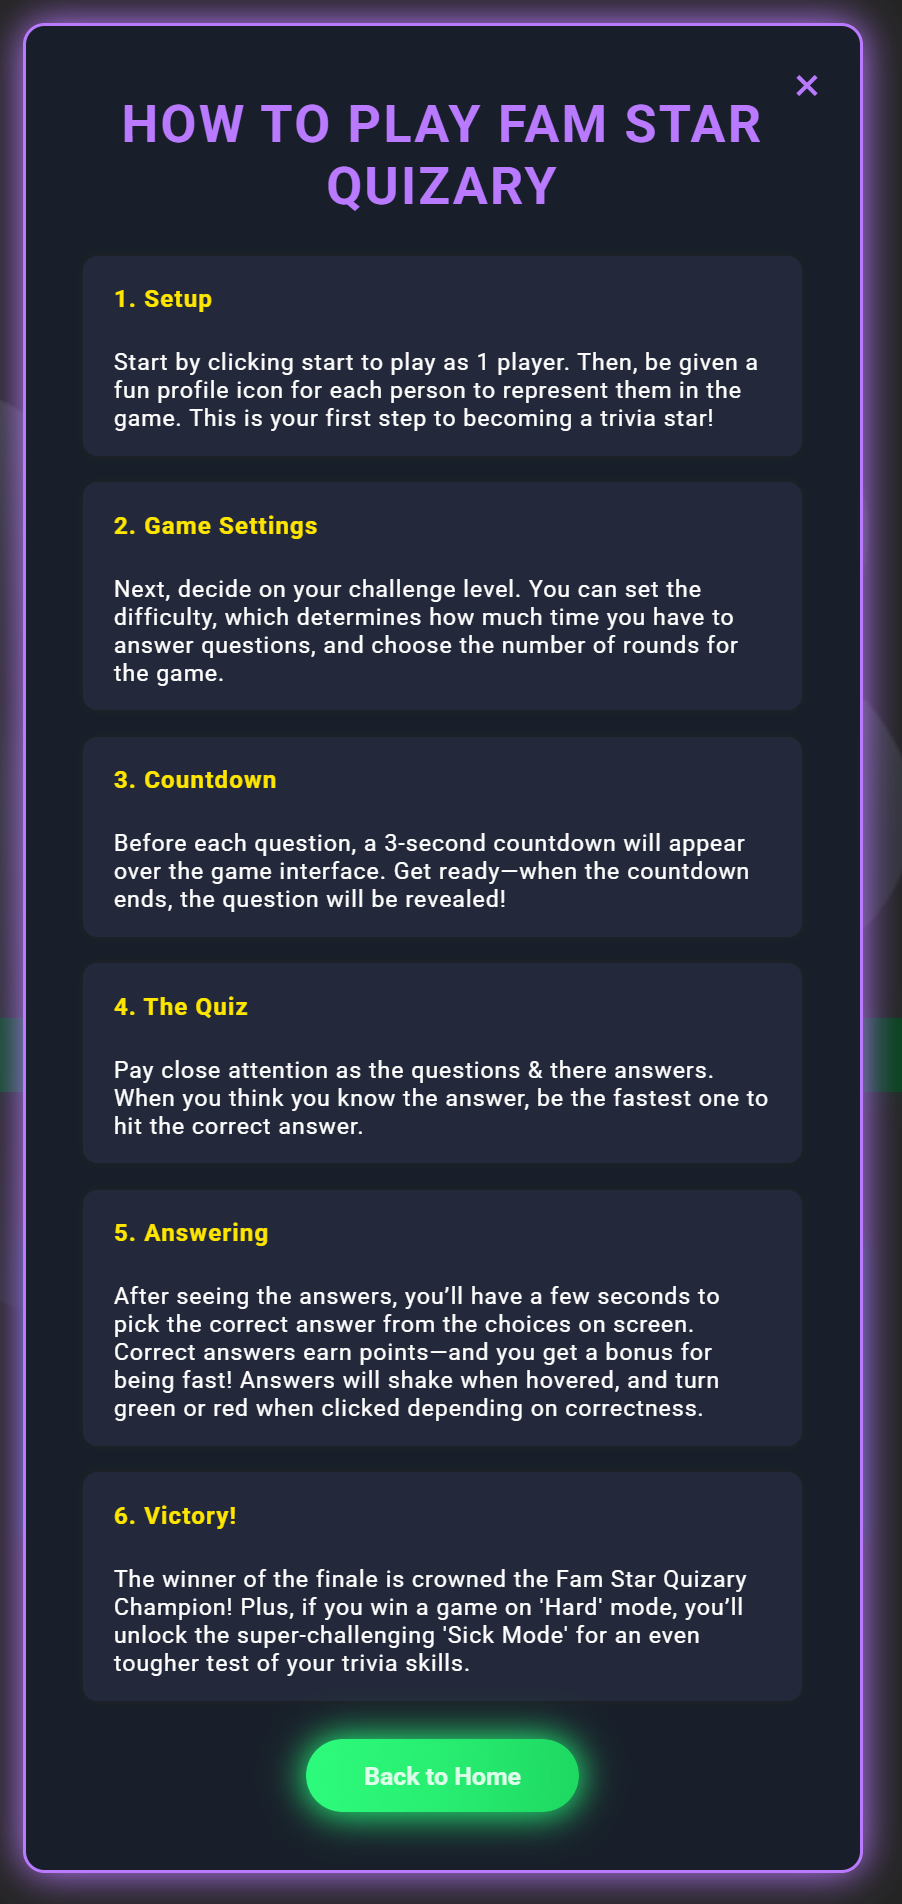 HOW TO PLAY FAM STAR
QUIZARY
1. Setup
Start by clicking start to play as 1 player. Then, be given a
fun profile icon for each person to represent them in the
game. This is your first step to becoming a trivia star!
2. Game Settings
Next, decide on your challenge level. You can set the
difficulty, which determines how much time you have to
answer questions, and choose the number of rounds for
the game.
3. Countdown
Before each question, a 3-second countdown will appear
over the game interface. Get ready—when the countdown
ends, the question will be revealed!
4. The Quiz
Pay close attention as the questions & there answers.
When you think you know the answer, be the fastest one to
hit the correct answer.
5. Answering
After seeing the answers, you’ll have a few seconds to
pick the correct answer from the choices on screen.
Correct answers earn points—and you get a bonus for
being fast! Answers will shake when hovered, and turn
green or red when clicked depending on correctness.
6. Victory!
The winner of the finale is crowned the Fam Star Quizary
Champion! Plus, if you win a game on 'Hard' mode, you’ll
unlock the super-challenging 'Sick Mode' for an even
tougher test of your trivia skills.
Back to Home